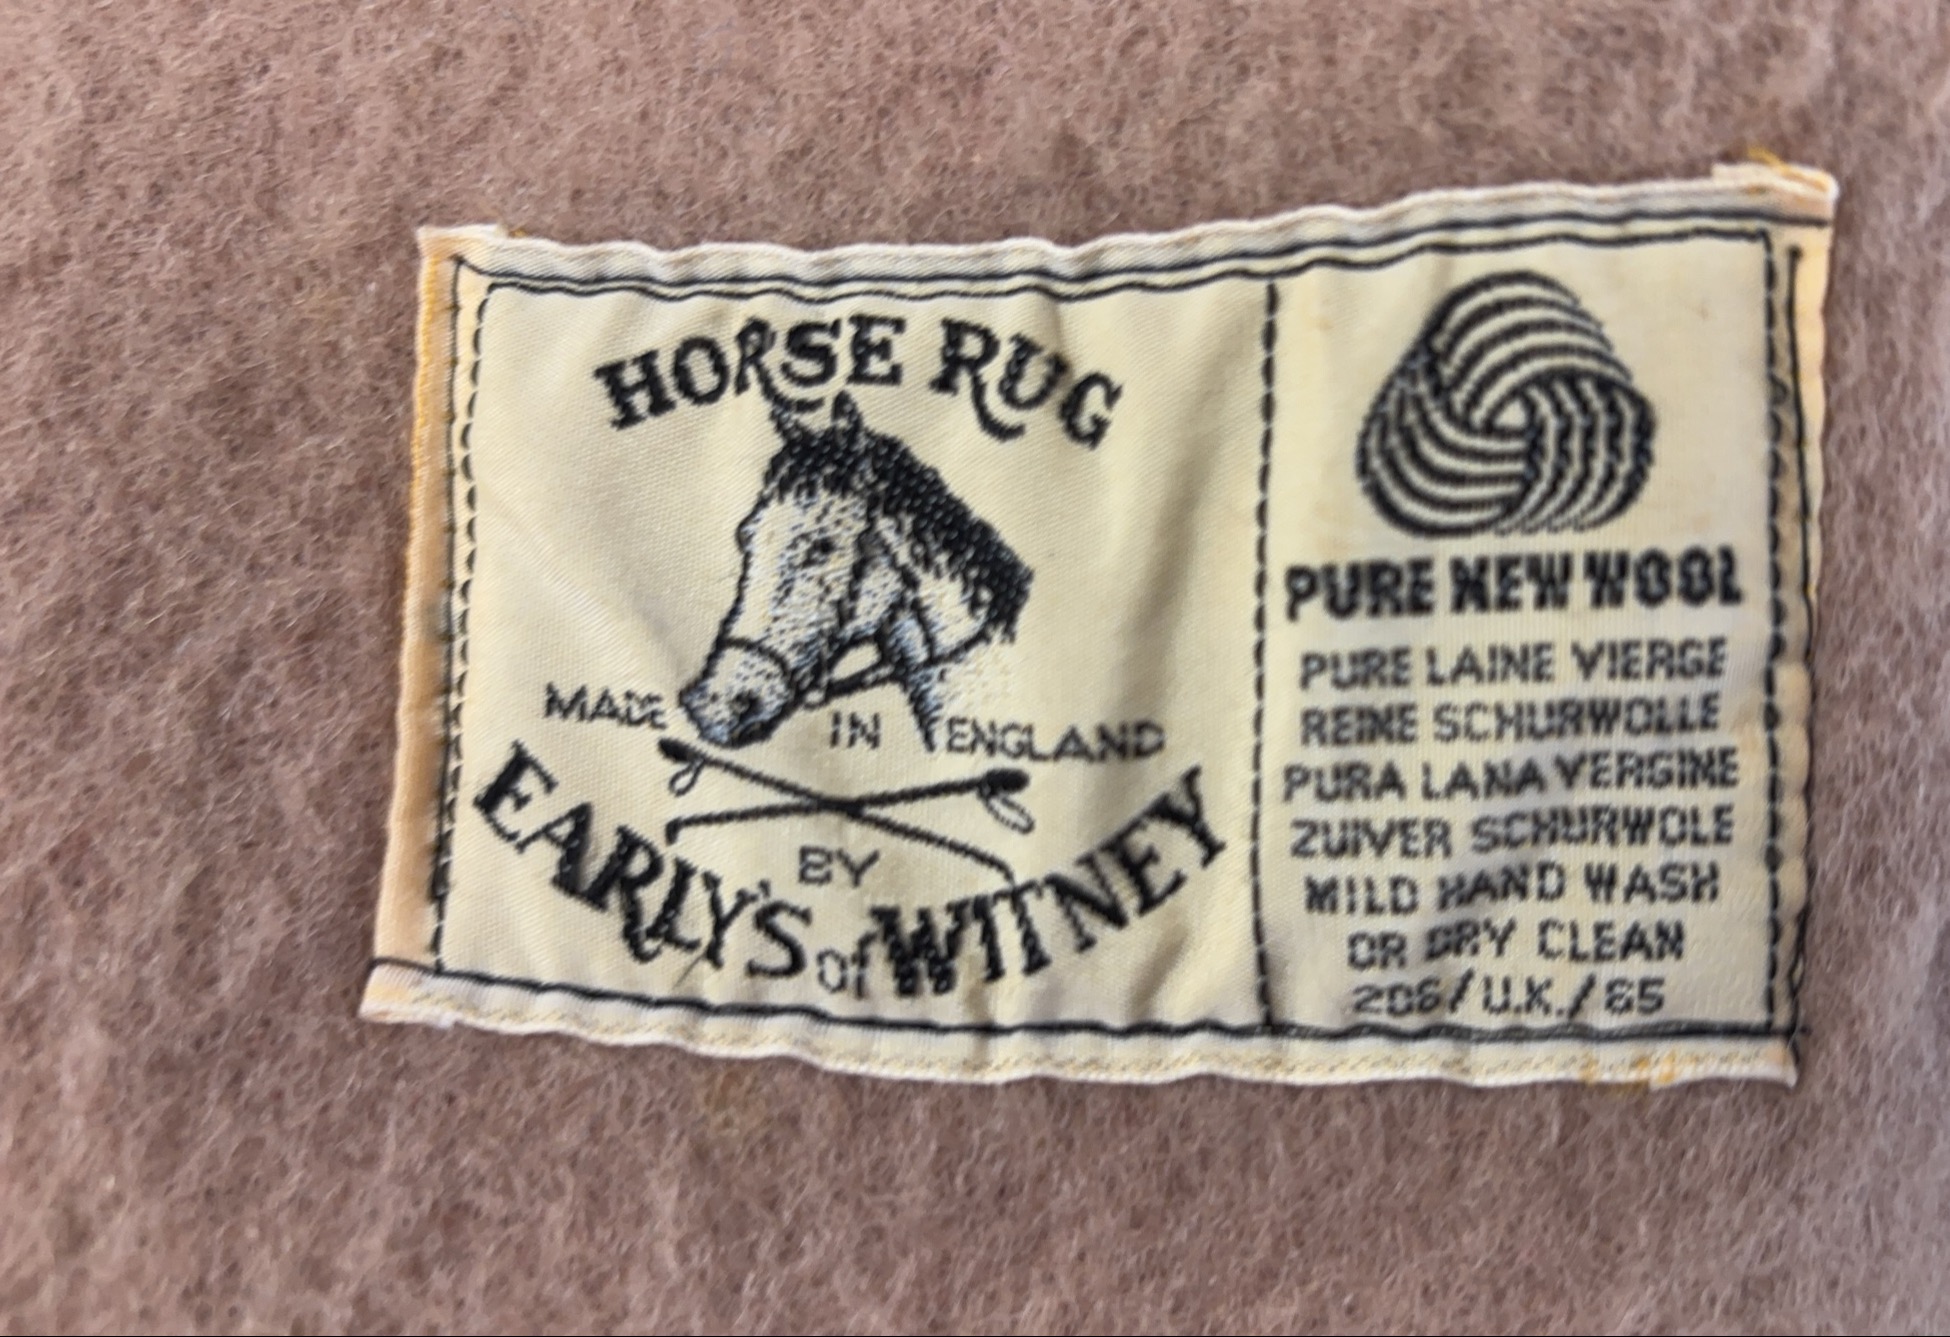 HORSE RUG
MADE IN ENGLAND
BY
EARLY'S of WITNEY
PURE NEW WOOL
PURE LAINE VIERGE
REINE SCHURWOLLE
PURA LANA VERGINE
ZUIVER SCHURWOLE
MILD HAND WASH
OR DRY CLEAN
206/U.K./65